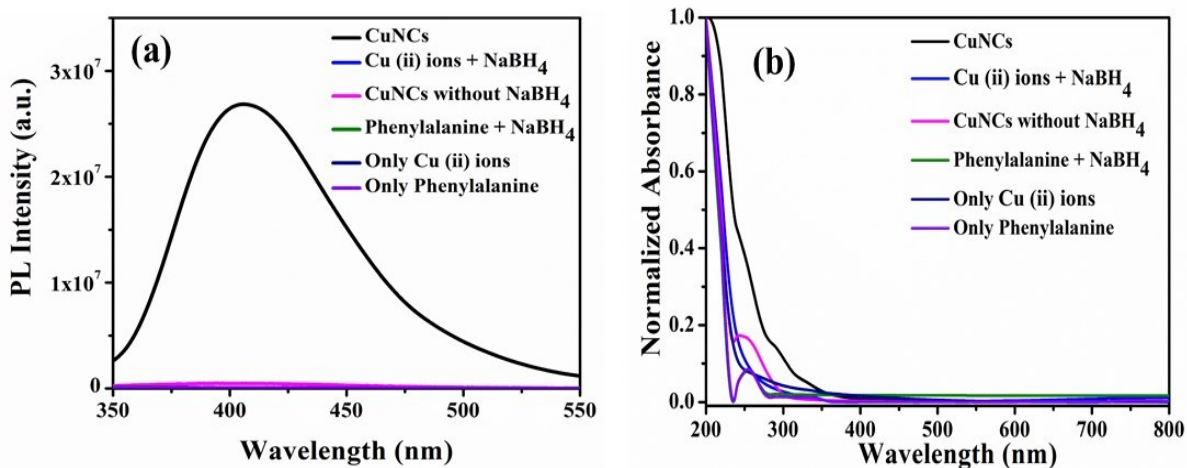 (a)
CuNCs
Cu (ii) ions + NaBH4
CuNCs without NaBH4
Phenylalanine + NaBH4
Only Cu (ii) ions
Only Phenylalanine
PL Intensity (a.u.)
3x10^7
2x10^7
1x10^7
0
350 400 450 500 550
Wavelength (nm)
(b)
CuNCs
Cu (ii) ions + NaBH4
CuNCs without NaBH4
Phenylalanine + NaBH4
Only Cu (ii) ions
Only Phenylalanine
Normalized Absorbance
1.0
0.8
0.6
0.4
0.2
0.0
200 300 400 500 600 700 800
Wavelength (nm)